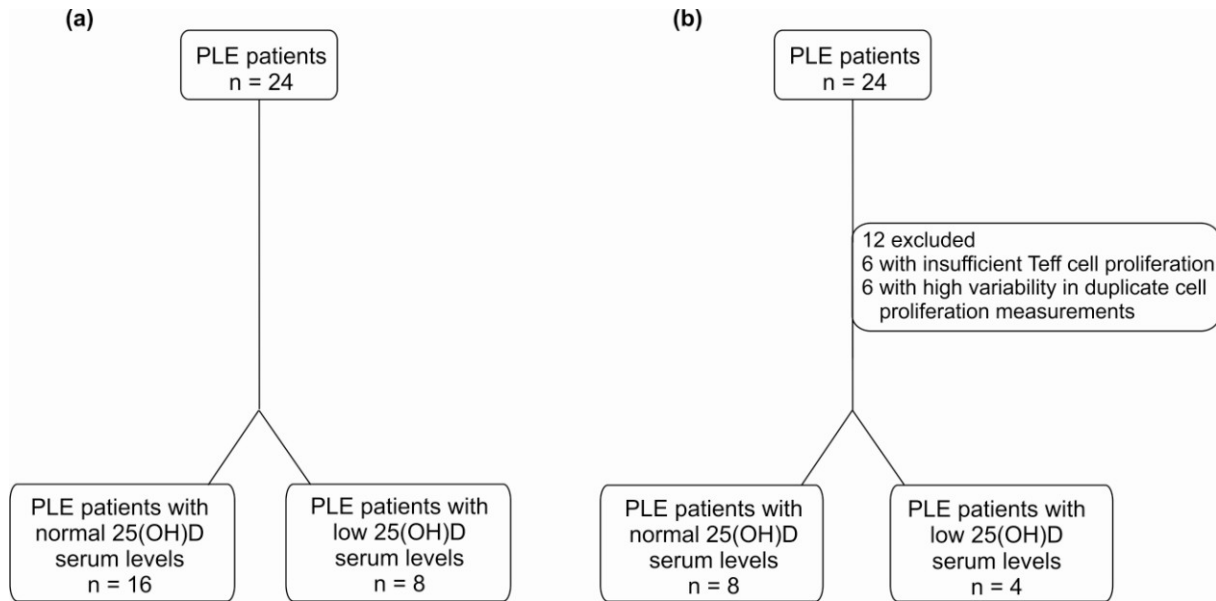 (a)
PLE patients
n = 24
PLE patients with
normal 25(OH)D
serum levels
n = 16
PLE patients with
low 25(OH)D
serum levels
n = 8
(b)
PLE patients
n = 24
12 excluded
6 with insufficient Teff cell proliferation
6 with high variability in duplicate cell
proliferation measurements
PLE patients with
normal 25(OH)D
serum levels
n = 8
PLE patients with
low 25(OH)D
serum levels
n = 4